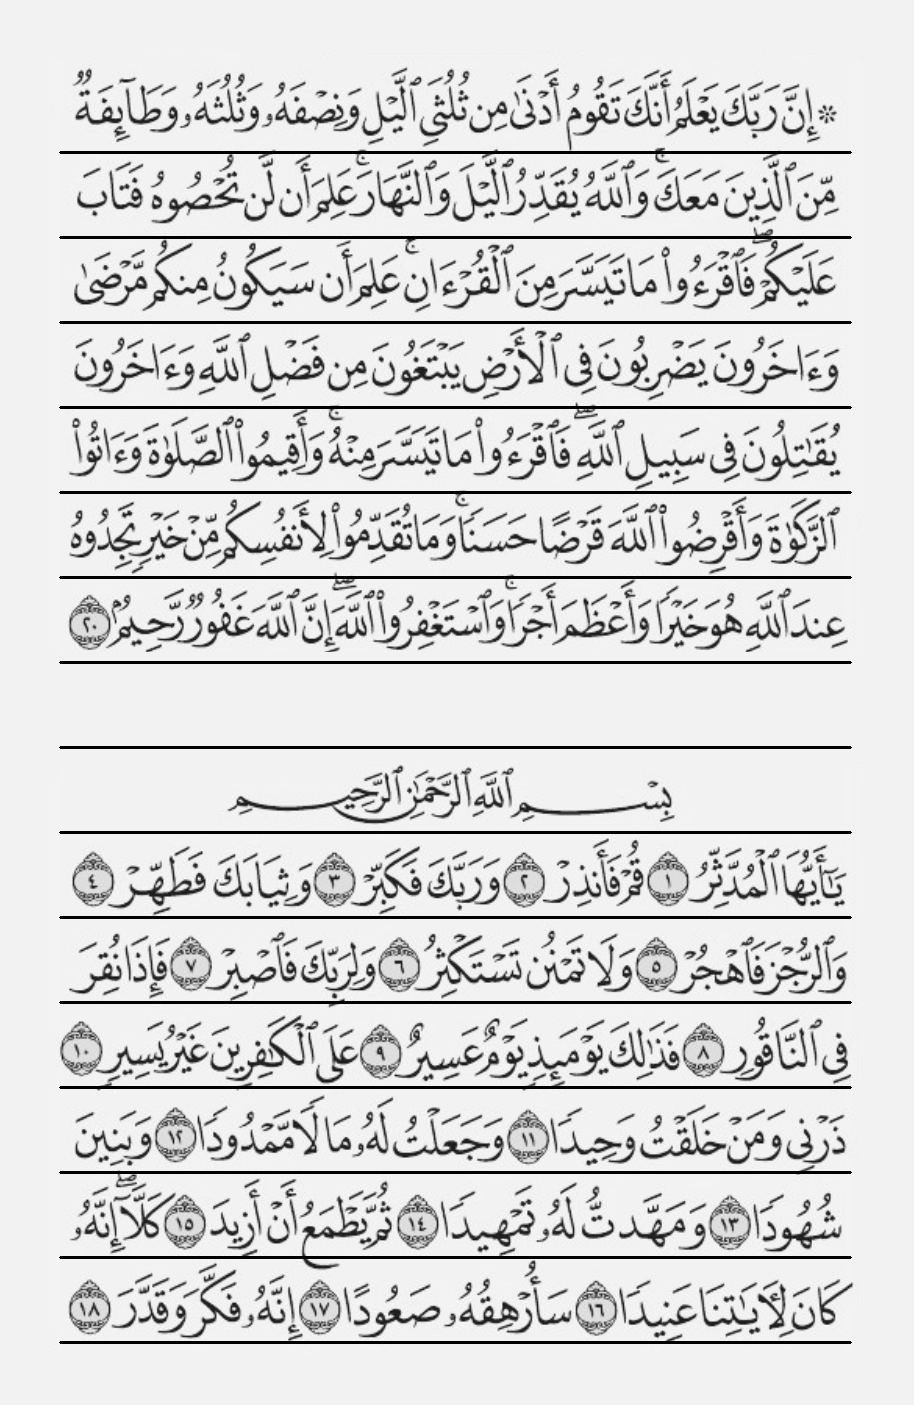 ۞ إِنَّ رَبَّكَ يَعْلَمُ أَنَّكَ تَقُومُ أَدْنَىٰ مِن ثُلُثَىِ ٱلَّيْلِ وَنِصْفَهُۥ وَثُلُثَهُۥ وَطَآئِفَةٌ
مِّنَ ٱلَّذِينَ مَعَكَ ۚ وَٱللَّهُ يُقَدِّرُ ٱلَّيْلَ وَٱلنَّهَارَ ۚ عَلِمَ أَن لَّن تُحْصُوهُ فَتَابَ
عَلَيْكُمْ ۖ فَٱقْرَءُوا۟ مَا تَيَسَّرَ مِنَ ٱلْقُرْءَانِ ۚ عَلِمَ أَن سَيَكُونُ مِنكُم مَّرْضَىٰ
وَءَاخَرُونَ يَضْرِبُونَ فِى ٱلْأَرْضِ يَبْتَغُونَ مِن فَضْلِ ٱللَّهِ وَءَاخَرُونَ
يُقَـٰتِلُونَ فِى سَبِيلِ ٱللَّهِ ۖ فَٱقْرَءُوا۟ مَا تَيَسَّرَ مِنْهُ ۚ وَأَقِيمُوا۟ ٱلصَّلَوٰةَ وَءَاتُوا۟
ٱلزَّكَوٰةَ وَأَقْرِضُوا۟ ٱللَّهَ قَرْضًا حَسَنًا ۚ وَمَا تُقَدِّمُوا۟ لِأَنفُسِكُم مِّنْ خَيْرٍ تَجِدُوهُ
عِندَ ٱللَّهِ هُوَ خَيْرًا وَأَعْظَمَ أَجْرًا ۚ وَٱسْتَغْفِرُوا۟ ٱللَّهَ ۖ إِنَّ ٱللَّهَ غَفُورٌ رَّحِيمٌۢ ٢٠
بِسْمِ ٱللَّهِ ٱلرَّحْمَـٰنِ ٱلرَّحِيمِ
يَـٰٓأَيُّهَا ٱلْمُدَّثِّرُ ١ قُمْ فَأَنذِرْ ٢ وَرَبَّكَ فَكَبِّرْ ٣ وَثِيَابَكَ فَطَهِّرْ ٤
وَٱلرُّجْزَ فَٱهْجُرْ ٥ وَلَا تَمْنُن تَسْتَكْثِرُ ٦ وَلِرَبِّكَ فَٱصْبِرْ ٧ فَإِذَا نُقِرَ
فِى ٱلنَّاقُورِ ٨ فَذَٰلِكَ يَوْمَئِذٍ يَوْمٌ عَسِيرٌ ٩ عَلَى ٱلْكَـٰفِرِينَ غَيْرُ يَسِيرٍ ١٠
ذَرْنِى وَمَنْ خَلَقْتُ وَحِيدًا ١١ وَجَعَلْتُ لَهُۥ مَالًا مَّمْدُودًا ١٢ وَبَنِينَ
شُهُودًا ١٣ وَمَهَّدتُّ لَهُۥ تَمْهِيدًا ١٤ ثُمَّ يَطْمَعُ أَنْ أَزِيدَ ١٥ كَلَّآ ۖ إِنَّهُۥ
كَانَ لِـَٔايَـٰتِنَا عَنِيدًا ١٦ سَأُرْهِقُهُۥ صَعُودًا ١٧ إِنَّهُۥ فَكَّرَ وَقَدَّرَ ١٨